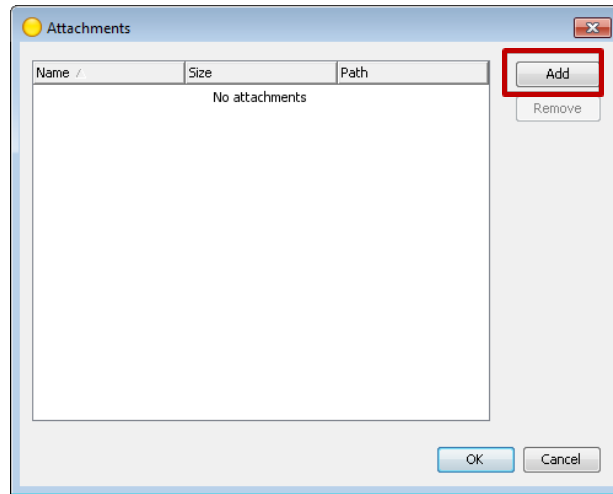 Attachments
Name Size Path
No attachments
Add
Remove
OK Cancel